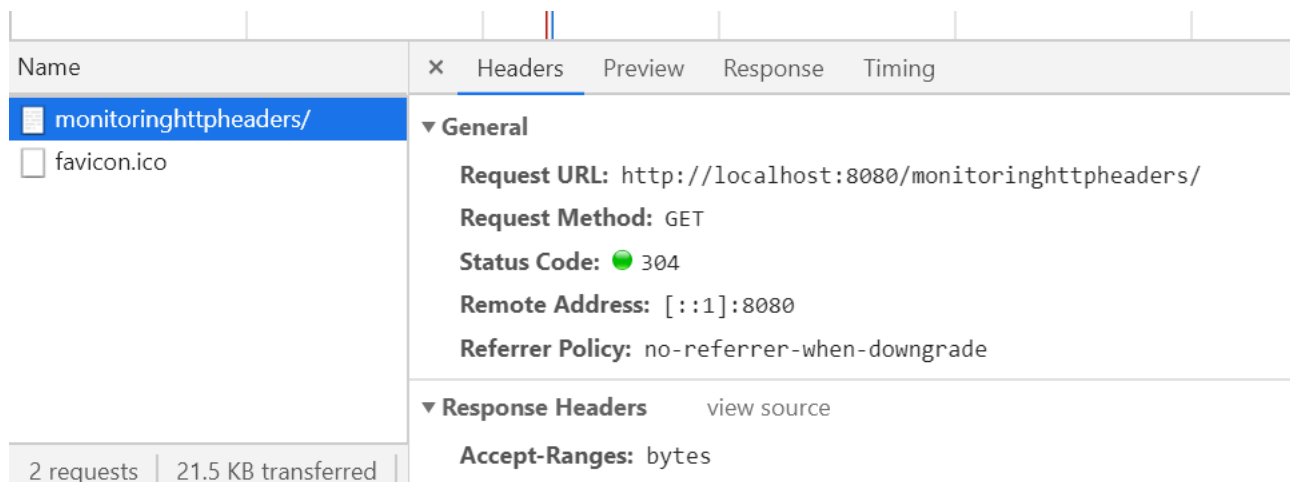 Name
× Headers Preview Response Timing
monitoringhttpheaders/
favicon.ico
▼ General
Request URL: http://localhost:8080/monitoringhttpheaders/
Request Method: GET
Status Code: 304
Remote Address: [::1]:8080
Referrer Policy: no-referrer-when-downgrade
▼ Response Headers view source
Accept-Ranges: bytes
2 requests | 21.5 KB transferred